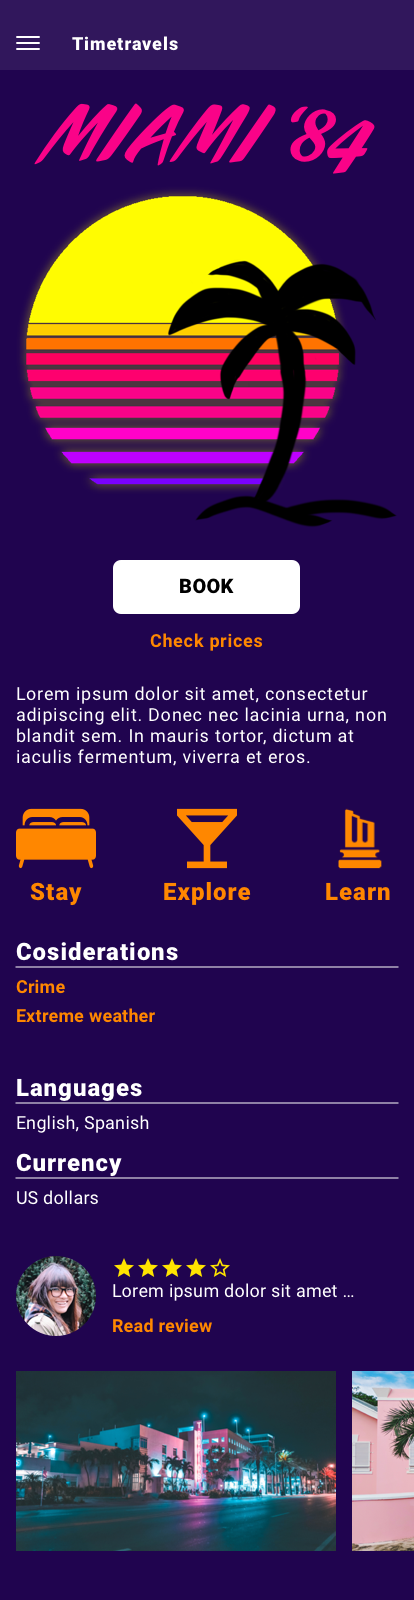 Timetravels
MIAMI '84
BOOK
Check prices
Lorem ipsum dolor sit amet, consectetur
adipiscing elit. Donec nec lacinia urna, non
blandit sem. In mauris tortor, dictum at
iaculis fermentum, viverra et eros.
Stay Explore Learn
Cosiderations
Crime
Extreme weather
Languages
English, Spanish
Currency
US dollars
Lorem ipsum dolor sit amet ...
Read review